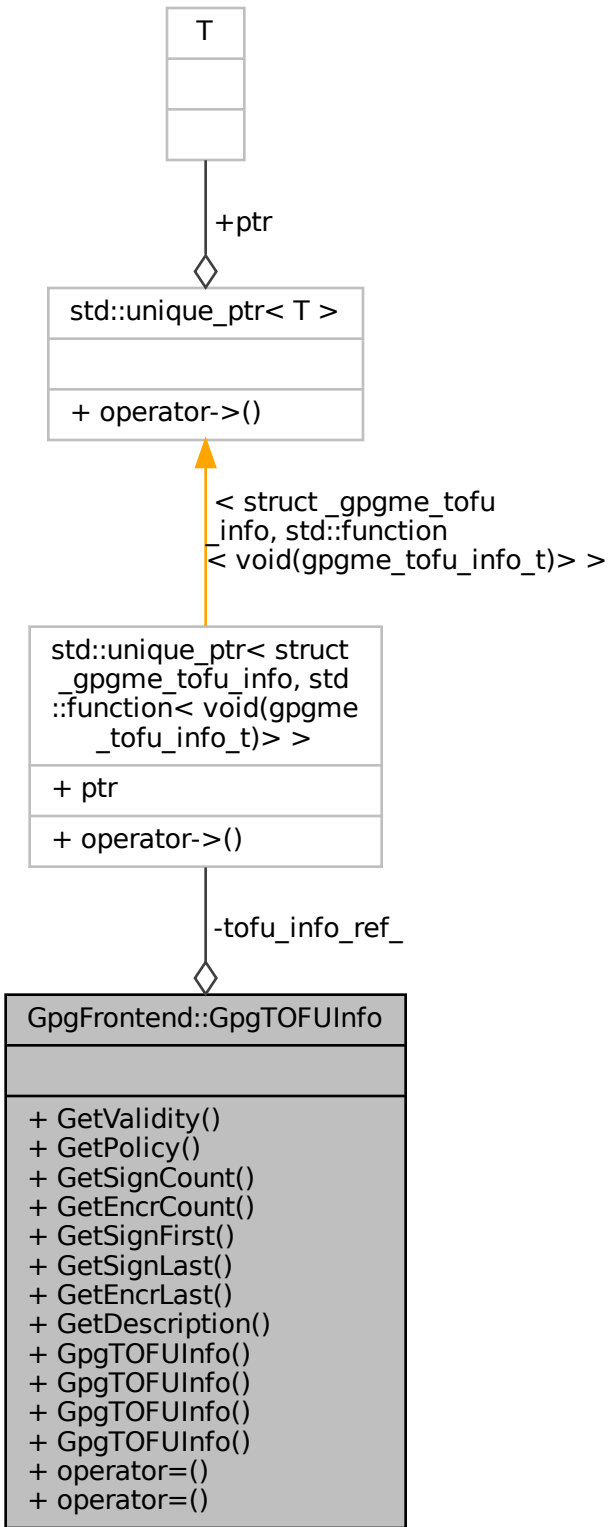 T
+ptr
std::unique_ptr< T >
+ operator->()
< struct _gpgme_tofu
_info, std::function
< void(gpgme_tofu_info_t)> >
std::unique_ptr< struct
_gpgme_tofu_info, std
::function< void(gpgme
_tofu_info_t)> >
+ ptr
+ operator->()
-tofu_info_ref_
GpgFrontend::GpgTOFUInfo
+ GetValidity()
+ GetPolicy()
+ GetSignCount()
+ GetEncrCount()
+ GetSignFirst()
+ GetSignLast()
+ GetEncrLast()
+ GetDescription()
+ GpgTOFUInfo()
+ GpgTOFUInfo()
+ GpgTOFUInfo()
+ GpgTOFUInfo()
+ operator=()
+ operator=()